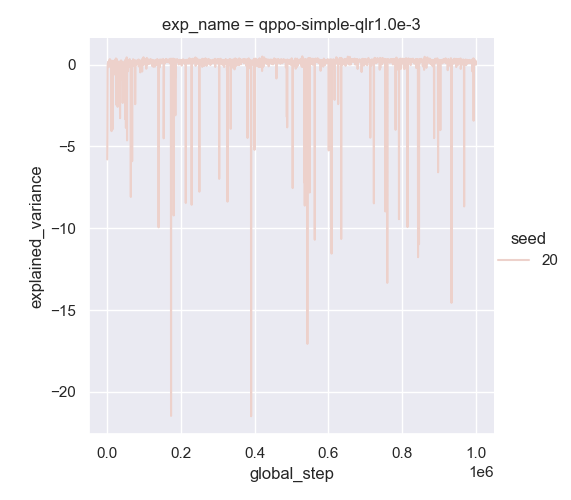 exp_name = qppo-simple-qlr1.0e-3
0
−5
−10
−15
−20
explained_variance
0.0 0.2 0.4 0.6 0.8 1.0
1e6
global_step
seed
20